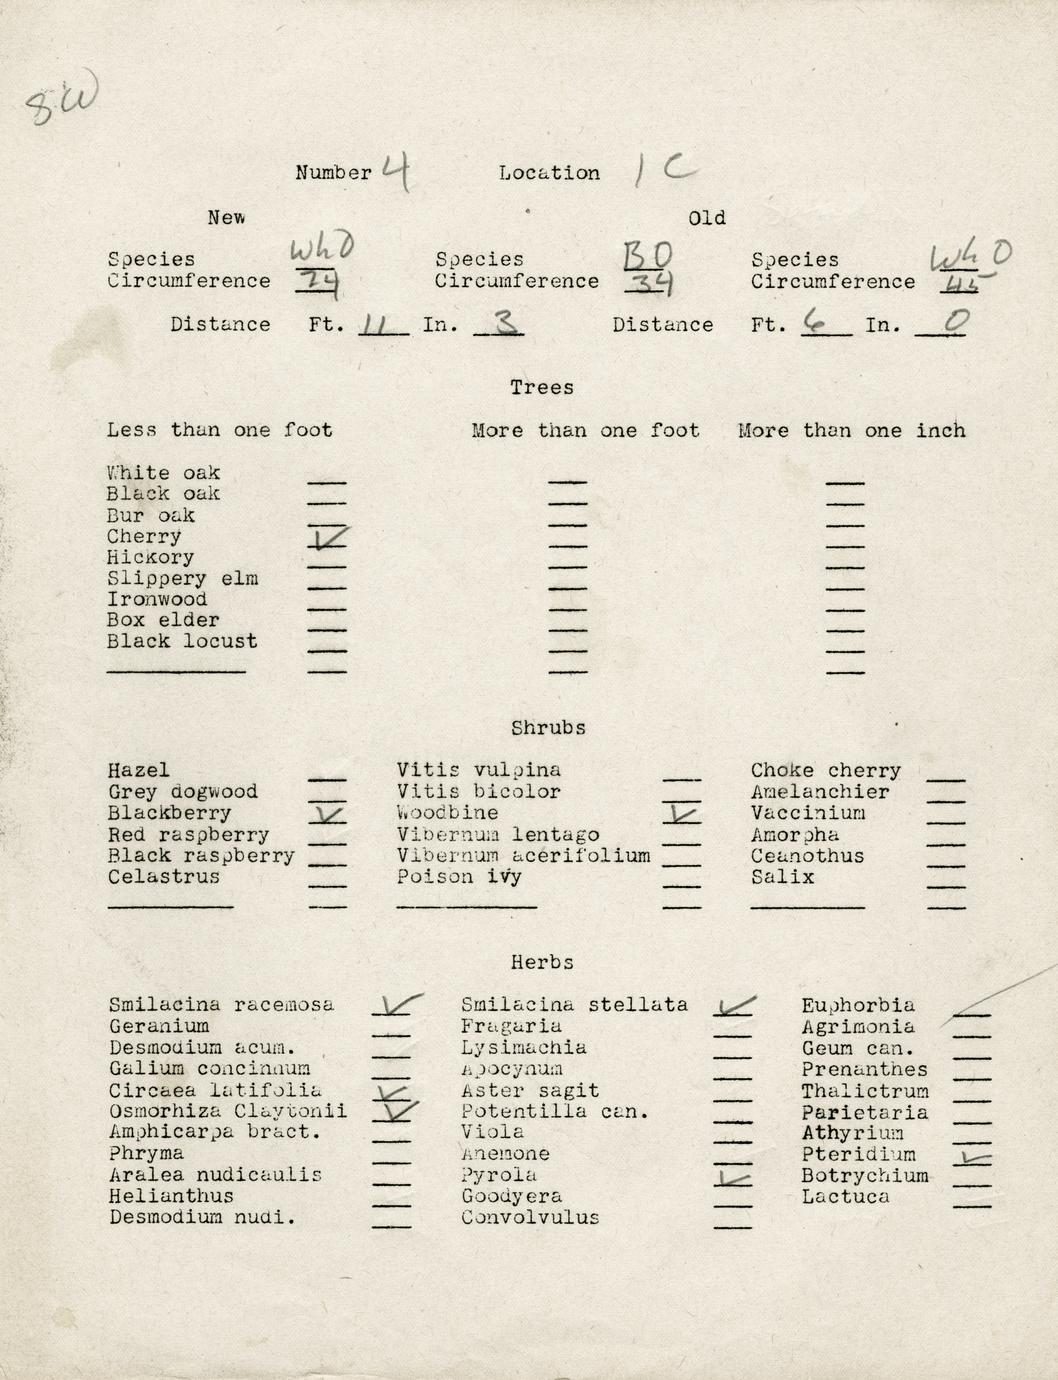 8W
Number 4 Location 1 C
New Old
Species WhO Species BO Species WhO
Circumference 24 Circumference 34 Circumference 45
Distance Ft. 11 In. 3 Distance Ft. 6 In. 0
Trees
Less than one foot More than one foot More than one inch
White oak
Black oak
Bur oak
Cherry ✓
Hickory
Slippery elm
Ironwood
Box elder
Black locust
Shrubs
Hazel Vitis vulpina Choke cherry
Grey dogwood Vitis bicolor Amelanchier
Blackberry ✓ Woodbine ✓ Vaccinium
Red raspberry Vibernum lentago Amorpha
Black raspberry Vibernum acerifolium Ceanothus
Celastrus Poison ivy Salix
Herbs
Smilacina racemosa ✓ Smilacina stellata ✓ Euphorbia
Geranium Fragaria Agrimonia
Desmodium acum. Lysimachia Geum can.
Galium concinnum Apocynum Prenanthes
Circaea latifolia ✓ Aster sagit Thalictrum
Osmorhiza Claytonii ✓ Potentilla can. Parietaria
Amphicarpa bract. Viola Athyrium
Phryma Anemone Pteridium ✓
Aralea nudicaulis Pyrola ✓ Botrychium
Helianthus Goodyera Lactuca
Desmodium nudi. Convolvulus